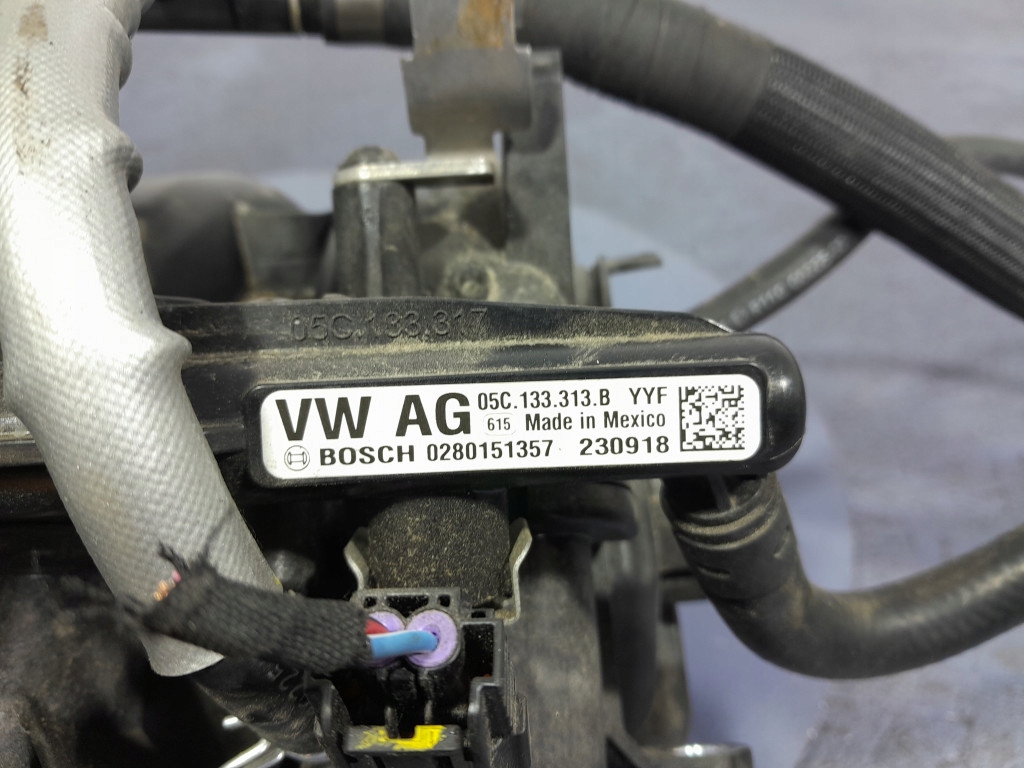 05C.133.317
VW AG 05C.133.313.B YYF
615 Made in Mexico
BOSCH 0280151357 230918